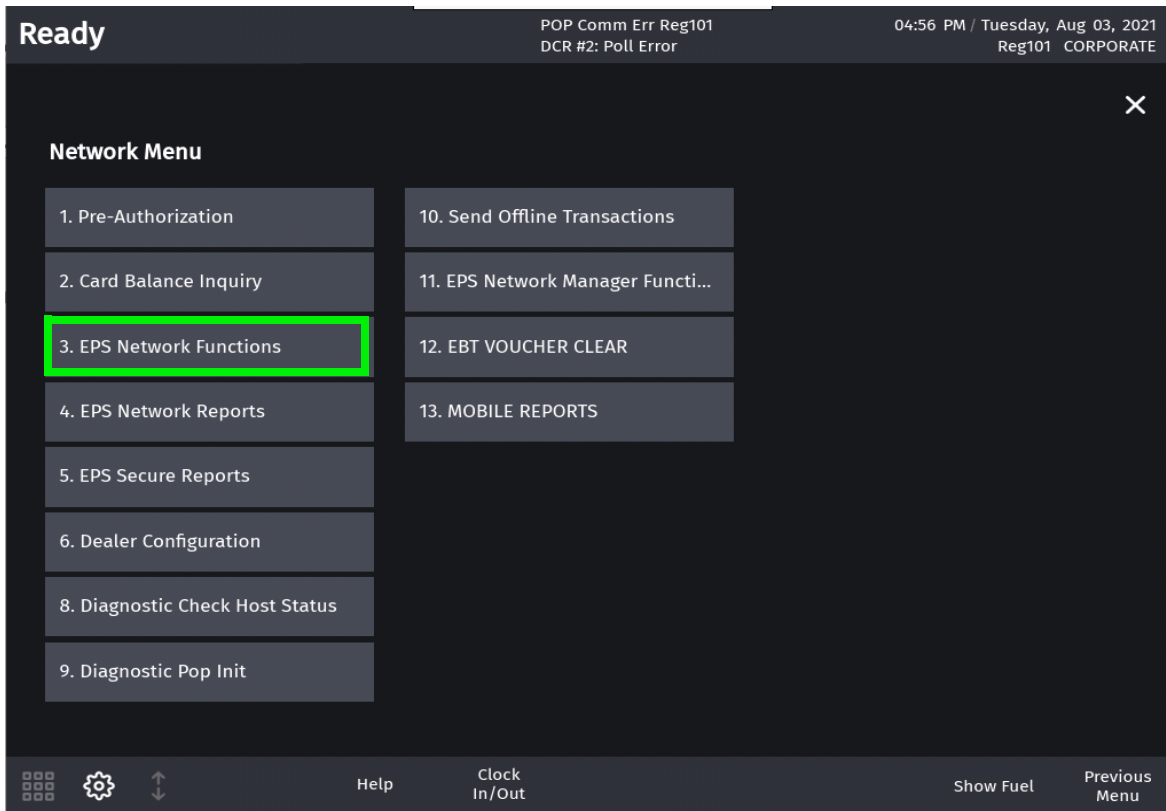 Ready
POP Comm Err Reg101
DCR #2: Poll Error
04:56 PM / Tuesday, Aug 03, 2021
Reg101 CORPORATE
Network Menu
1. Pre-Authorization
2. Card Balance Inquiry
3. EPS Network Functions
4. EPS Network Reports
5. EPS Secure Reports
6. Dealer Configuration
8. Diagnostic Check Host Status
9. Diagnostic Pop Init
10. Send Offline Transactions
11. EPS Network Manager Functi...
12. EBT VOUCHER CLEAR
13. MOBILE REPORTS
Help
Clock
In/Out
Show Fuel
Previous
Menu